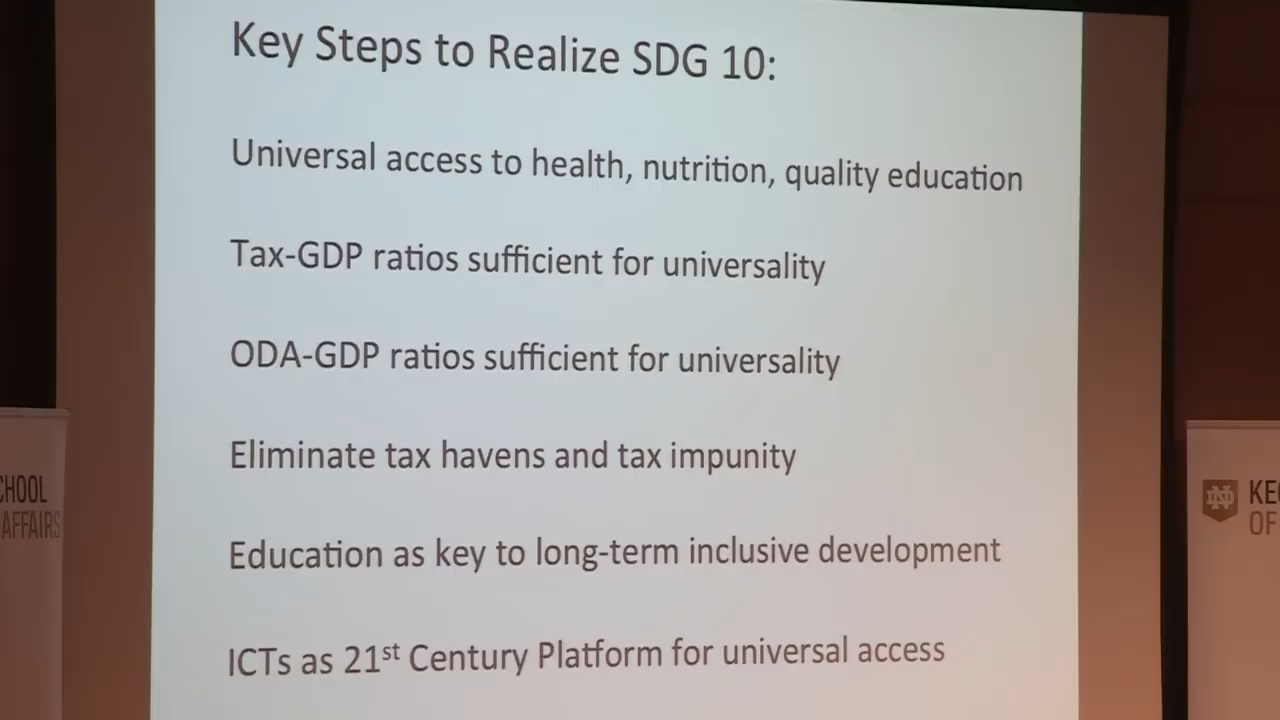 Key Steps to Realize SDG 10:
Universal access to health, nutrition, quality education
Tax-GDP ratios sufficient for universality
ODA-GDP ratios sufficient for universality
Eliminate tax havens and tax impunity
Education as key to long-term inclusive development
ICTs as 21st Century Platform for universal access
CHOOL
AFFAIRS
ND KEO
OF